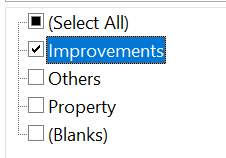 (Select All)
Improvements
Others
Property
(Blanks)